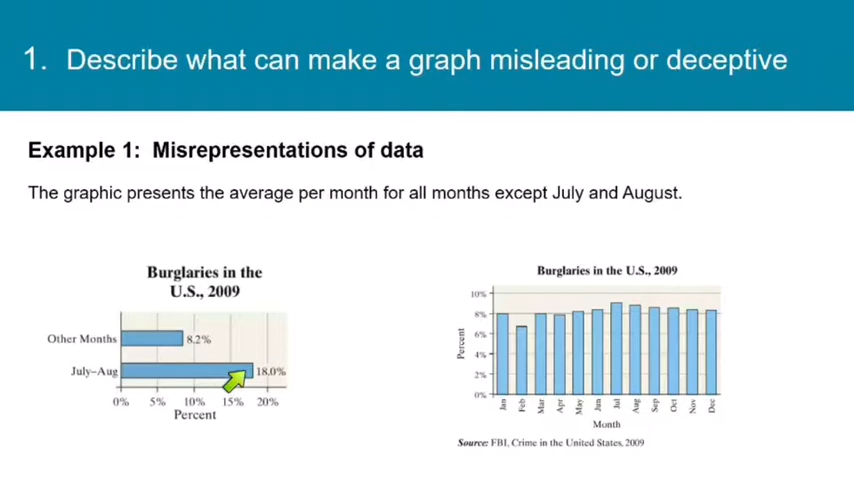 1. Describe what can make a graph misleading or deceptive
Example 1: Misrepresentations of data
The graphic presents the average per month for all months except July and August.
Burglaries in the
U.S., 2009
Other Months
8.2%
July–Aug
18.0%
0% 5% 10% 15% 20%
Percent
Burglaries in the U.S., 2009
Percent
10%
8%
6%
4%
2%
0%
Jan Feb Mar Apr May Jun Jul Aug Sep Oct Nov Dec
Month
Source: FBI, Crime in the United States, 2009